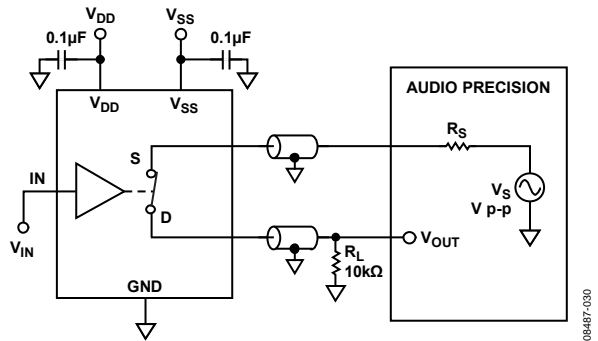 V_DD
V_SS
0.1µF
0.1µF
V_DD
V_SS
AUDIO PRECISION
R_S
S
IN
V_S
V p-p
D
V_IN
V_OUT
R_L
10kΩ
GND
08487-030